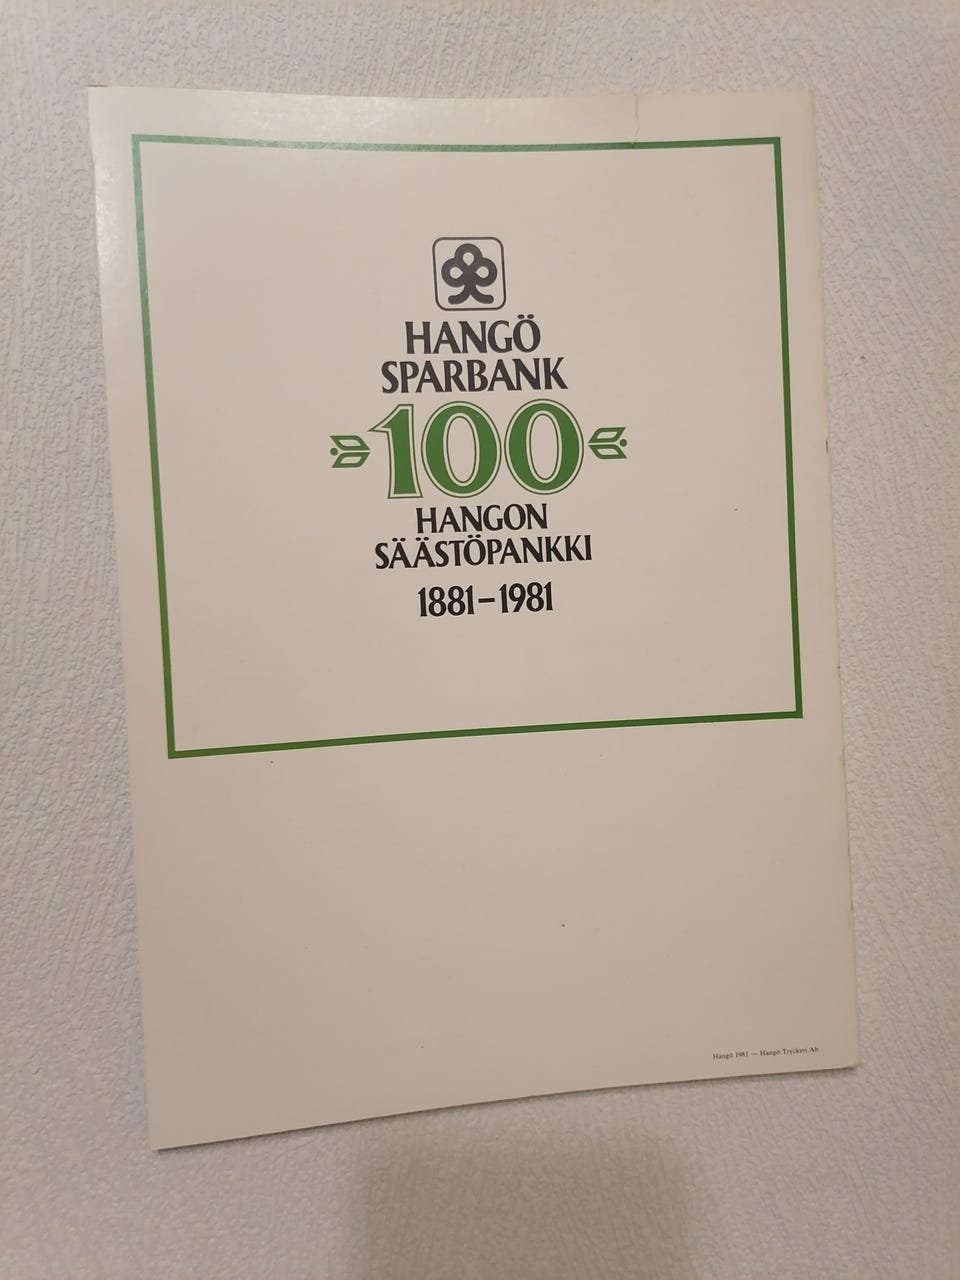 HANGÖ
SPARBANK
100
HANGON
SÄÄSTÖPANKKI
1881–1981
Hangö 1981 — Hangö Tryckeri Ab